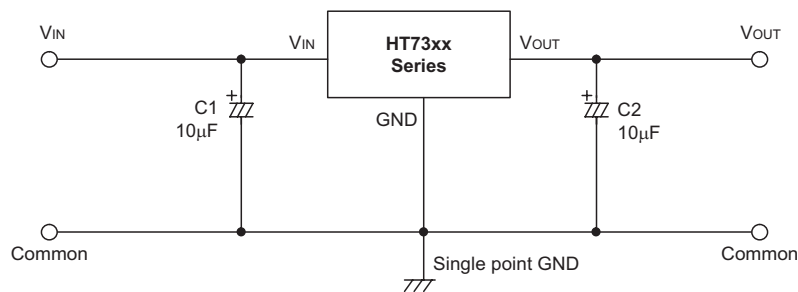 VIN
VIN
HT73xx
Series
VOUT
VOUT
C1
10μF
GND
C2
10μF
Common
Single point GND
Common